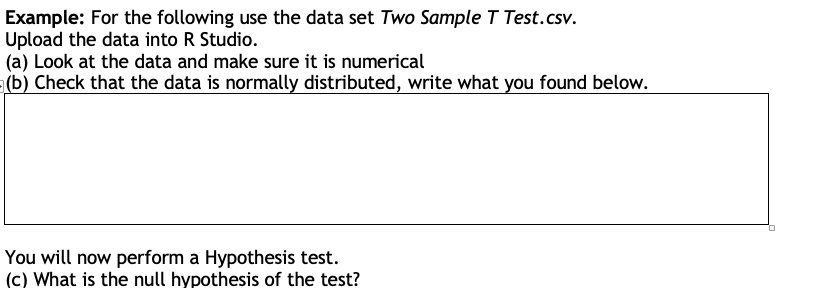 Example: For the following use the data set Two Sample T Test.csv.
Upload the data into R Studio.
(a) Look at the data and make sure it is numerical
(b) Check that the data is normally distributed, write what you found below.
You will now perform a Hypothesis test.
(c) What is the null hypothesis of the test?